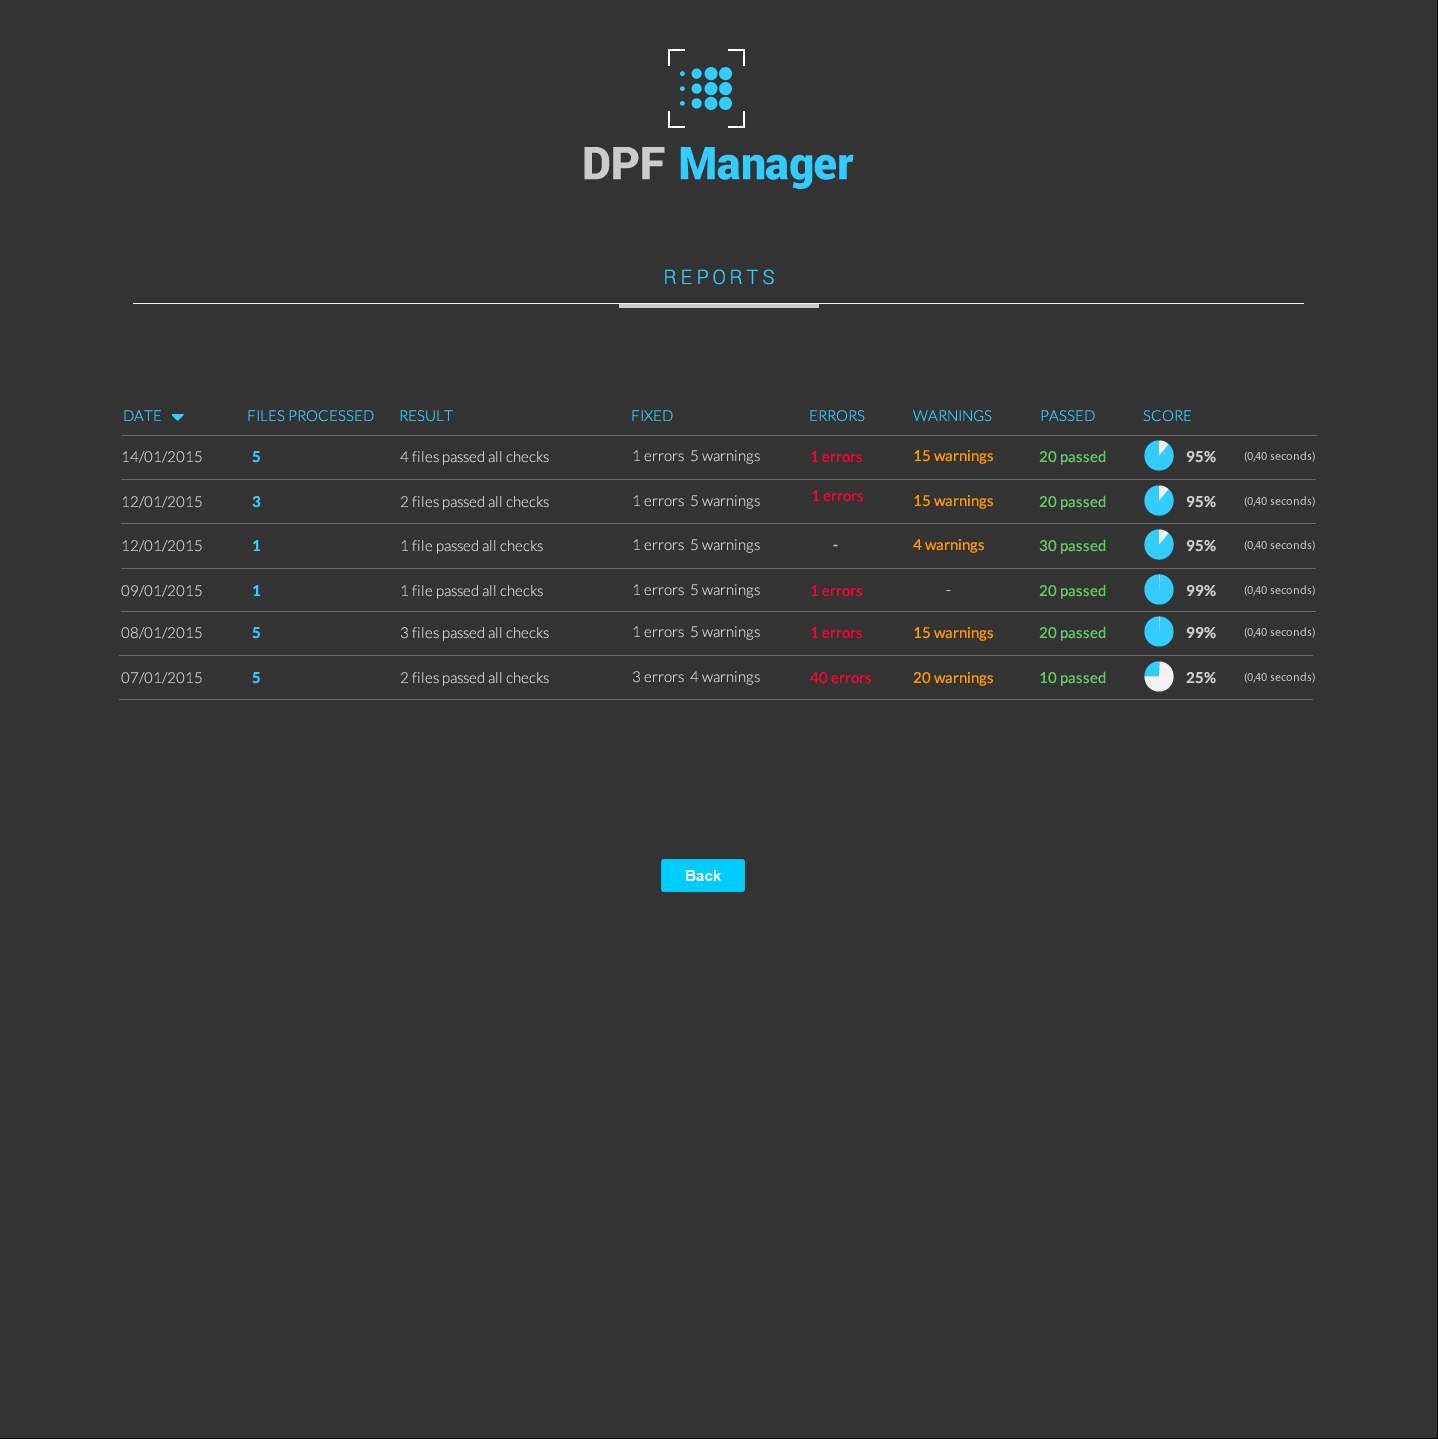 DPF Manager
REPORTS
DATE FILES PROCESSED RESULT FIXED ERRORS WARNINGS PASSED SCORE
14/01/2015 5 4 files passed all checks 1 errors 5 warnings 1 errors 15 warnings 20 passed 95% (0,40 seconds)
12/01/2015 3 2 files passed all checks 1 errors 5 warnings 1 errors 15 warnings 20 passed 95% (0,40 seconds)
12/01/2015 1 1 file passed all checks 1 errors 5 warnings - 4 warnings 30 passed 95% (0,40 seconds)
09/01/2015 1 1 file passed all checks 1 errors 5 warnings 1 errors - 20 passed 99% (0,40 seconds)
08/01/2015 5 3 files passed all checks 1 errors 5 warnings 1 errors 15 warnings 20 passed 99% (0,40 seconds)
07/01/2015 5 2 files passed all checks 3 errors 4 warnings 40 errors 20 warnings 10 passed 25% (0,40 seconds)
Back